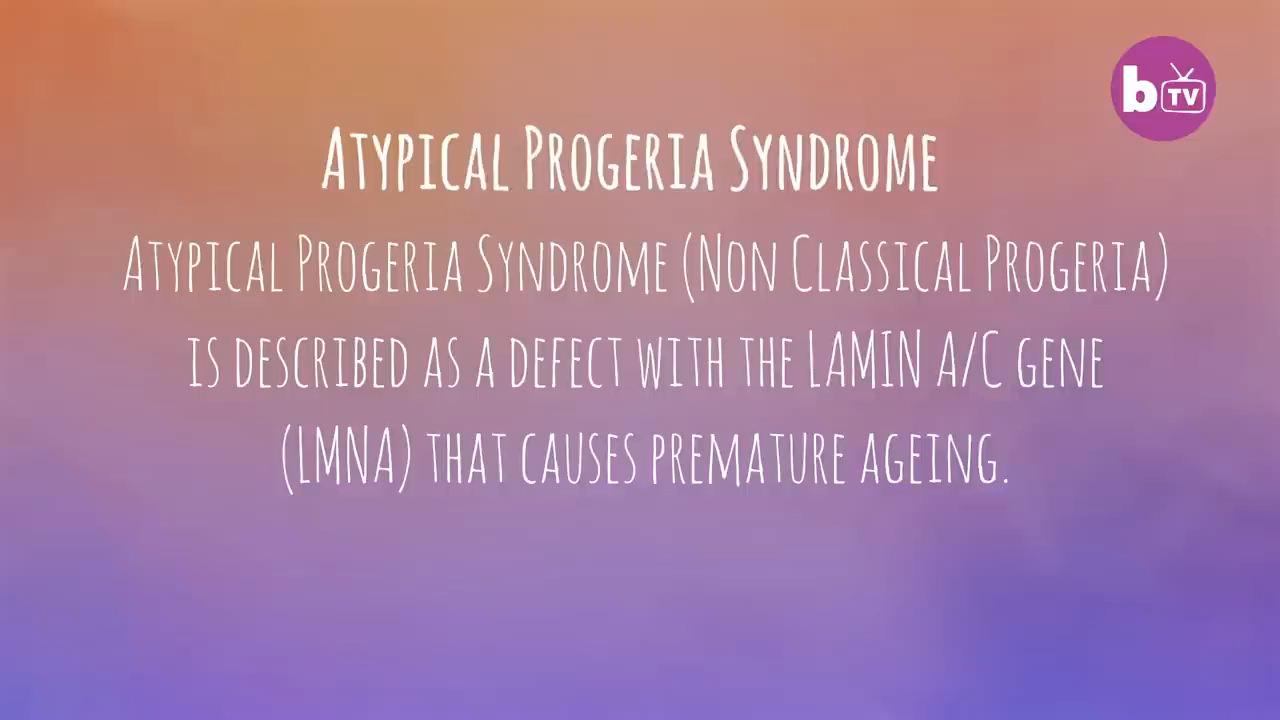 b TV
Atypical Progeria Syndrome
Atypical Progeria Syndrome (Non Classical Progeria)
is described as a defect with the LAMIN A/C gene
(LMNA) that causes premature ageing.